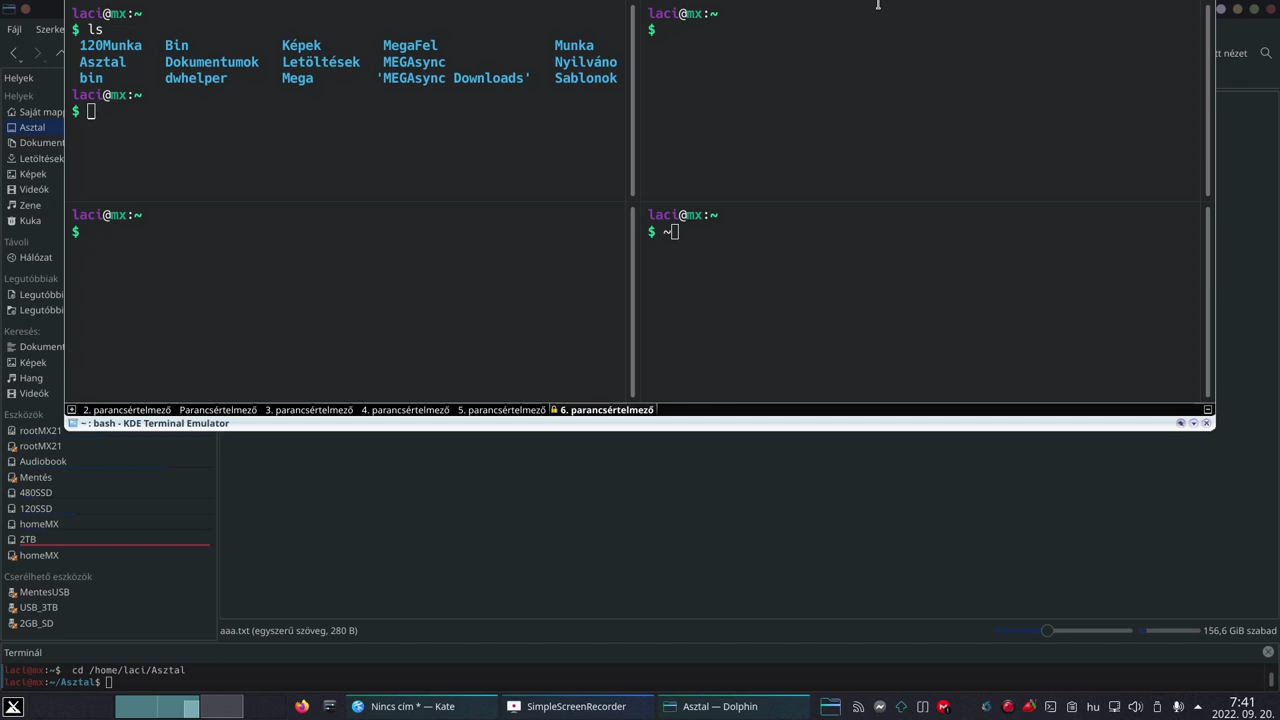 Fájl
Szerke
tt nézet
Helyek
Helyek
Saját mapp
Asztal
Dokument
Letöltések
Képek
Videók
Zene
Kuka
Távoli
Hálózat
Legutóbbiak
Legutóbbi
Legutóbbi
Keresés:
Dokument
Képek
Hang
Videók
Eszközök
rootMX21
rootMX21
Audiobook
Mentés
480SSD
120SSD
homeMX
2TB
homeMX
Cserélhető eszközök
MentesUSB
USB_3TB
2GB_SD
laci@mx:~
$ ls
120Munka Bin Képek MegaFel Munka
Asztal Dokumentumok Letöltések MEGAsync Nyilváno
bin dwhelper Mega 'MEGAsync Downloads' Sablonok
laci@mx:~
$
laci@mx:~
$
laci@mx:~
$
laci@mx:~
$ ~
2. parancsértelmező Parancsértelmező 3. parancsértelmező 4. parancsértelmező 5. parancsértelmező 6. parancsértelmező
~ : bash - KDE Terminal Emulator
aaa.txt (egyszerű szöveg, 280 B)
156,6 GiB szabad
Terminál
laci@mx:~$ cd /home/laci/Asztal
laci@mx:~/Asztal$
Nincs cím * — Kate
SimpleScreenRecorder
Asztal — Dolphin
hu
7:41
2022. 09. 20.